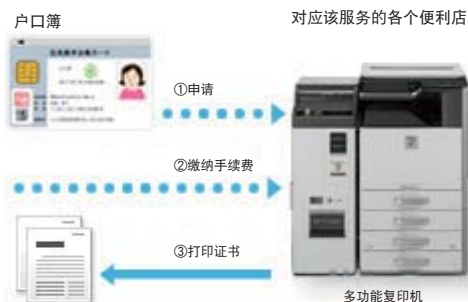 户口簿
对应该服务的各个便利店
①申请
②缴纳手续费
③打印证书
多功能复印机